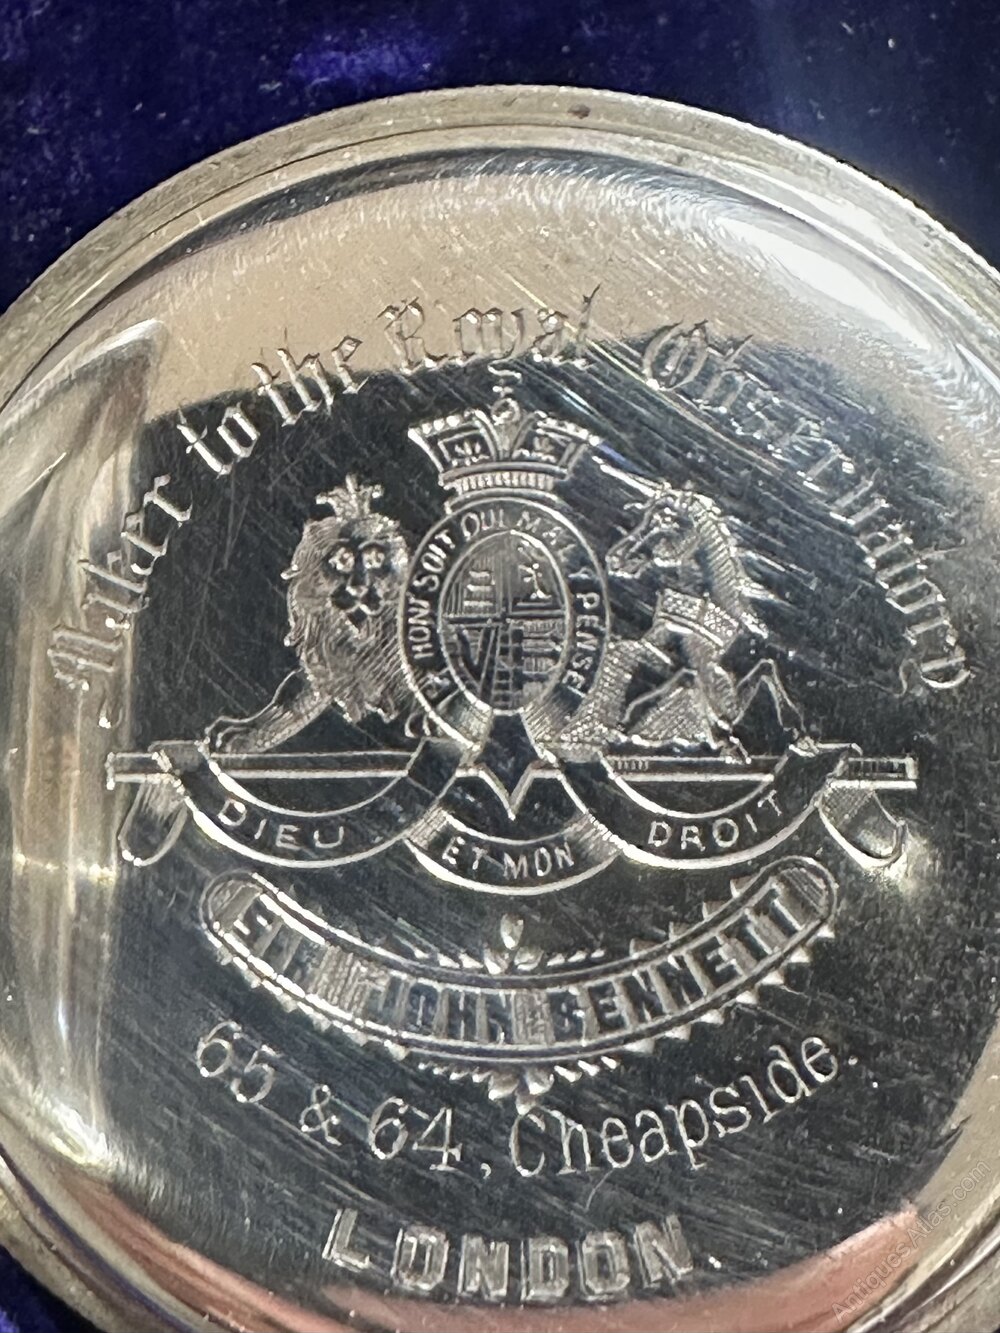 Maker to the Royal Observatory
HONI SOIT QUI MAL Y PENSE
DIEU ET MON DROIT
SIR JOHN BENNETT
65 & 64, Cheapside.
LONDON.
AntiquesAtlas.com